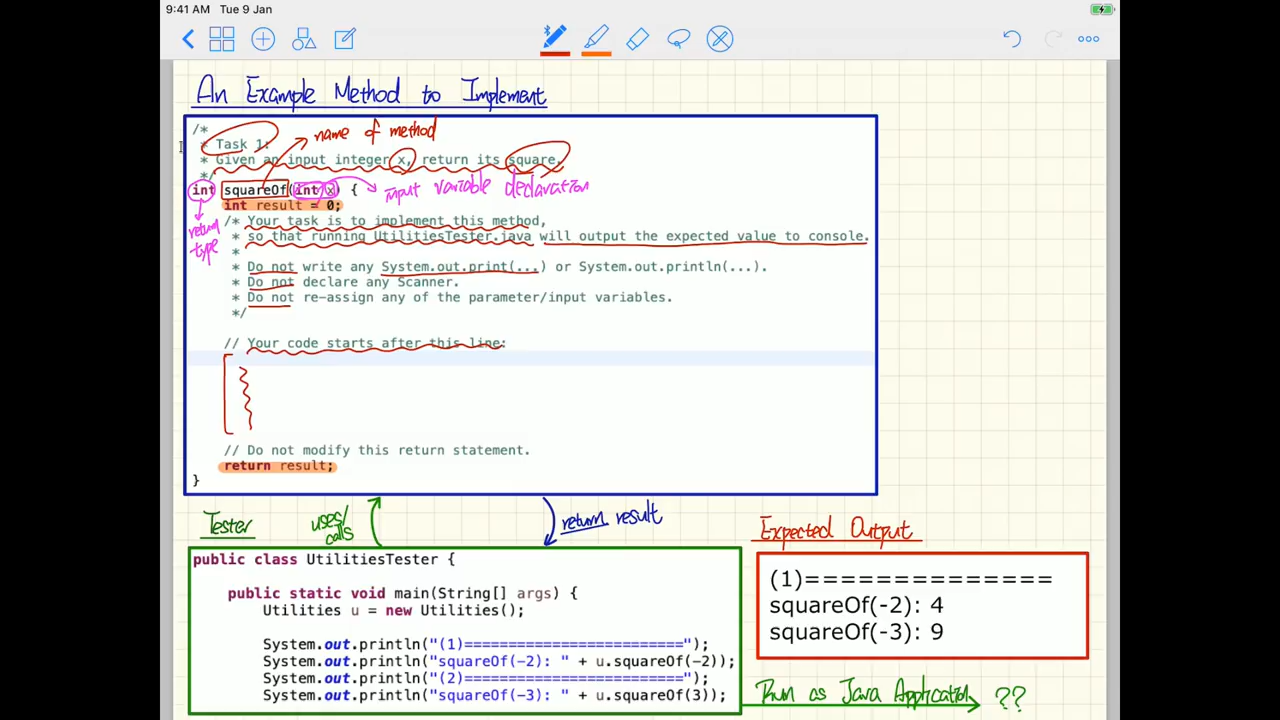 9:41 AM Tue 9 Jan
An Example Method to Implement
/*
* Task 1:
name of method
* Given an input integer x, return its square.
*/
int squareOf(int x) {
input variable declaration
int result = 0;
return type
/* Your task is to implement this method,
* so that running UtilitiesTester.java will output the expected value to console.
*
* Do not write any System.out.print(...) or System.out.println(...).
* Do not declare any Scanner.
* Do not re-assign any of the parameter/input variables.
*/
// Your code starts after this line:
// Do not modify this return statement.
return result;
}
Tester
uses/
calls
return result
public class UtilitiesTester {
public static void main(String[] args) {
Utilities u = new Utilities();
System.out.println("(1)=========================");
System.out.println("squareOf(-2): " + u.squareOf(-2));
System.out.println("(2)=========================");
System.out.println("squareOf(-3): " + u.squareOf(3));
Expected Output
(1)==============
squareOf(-2): 4
squareOf(-3): 9
Run as Java Application ??